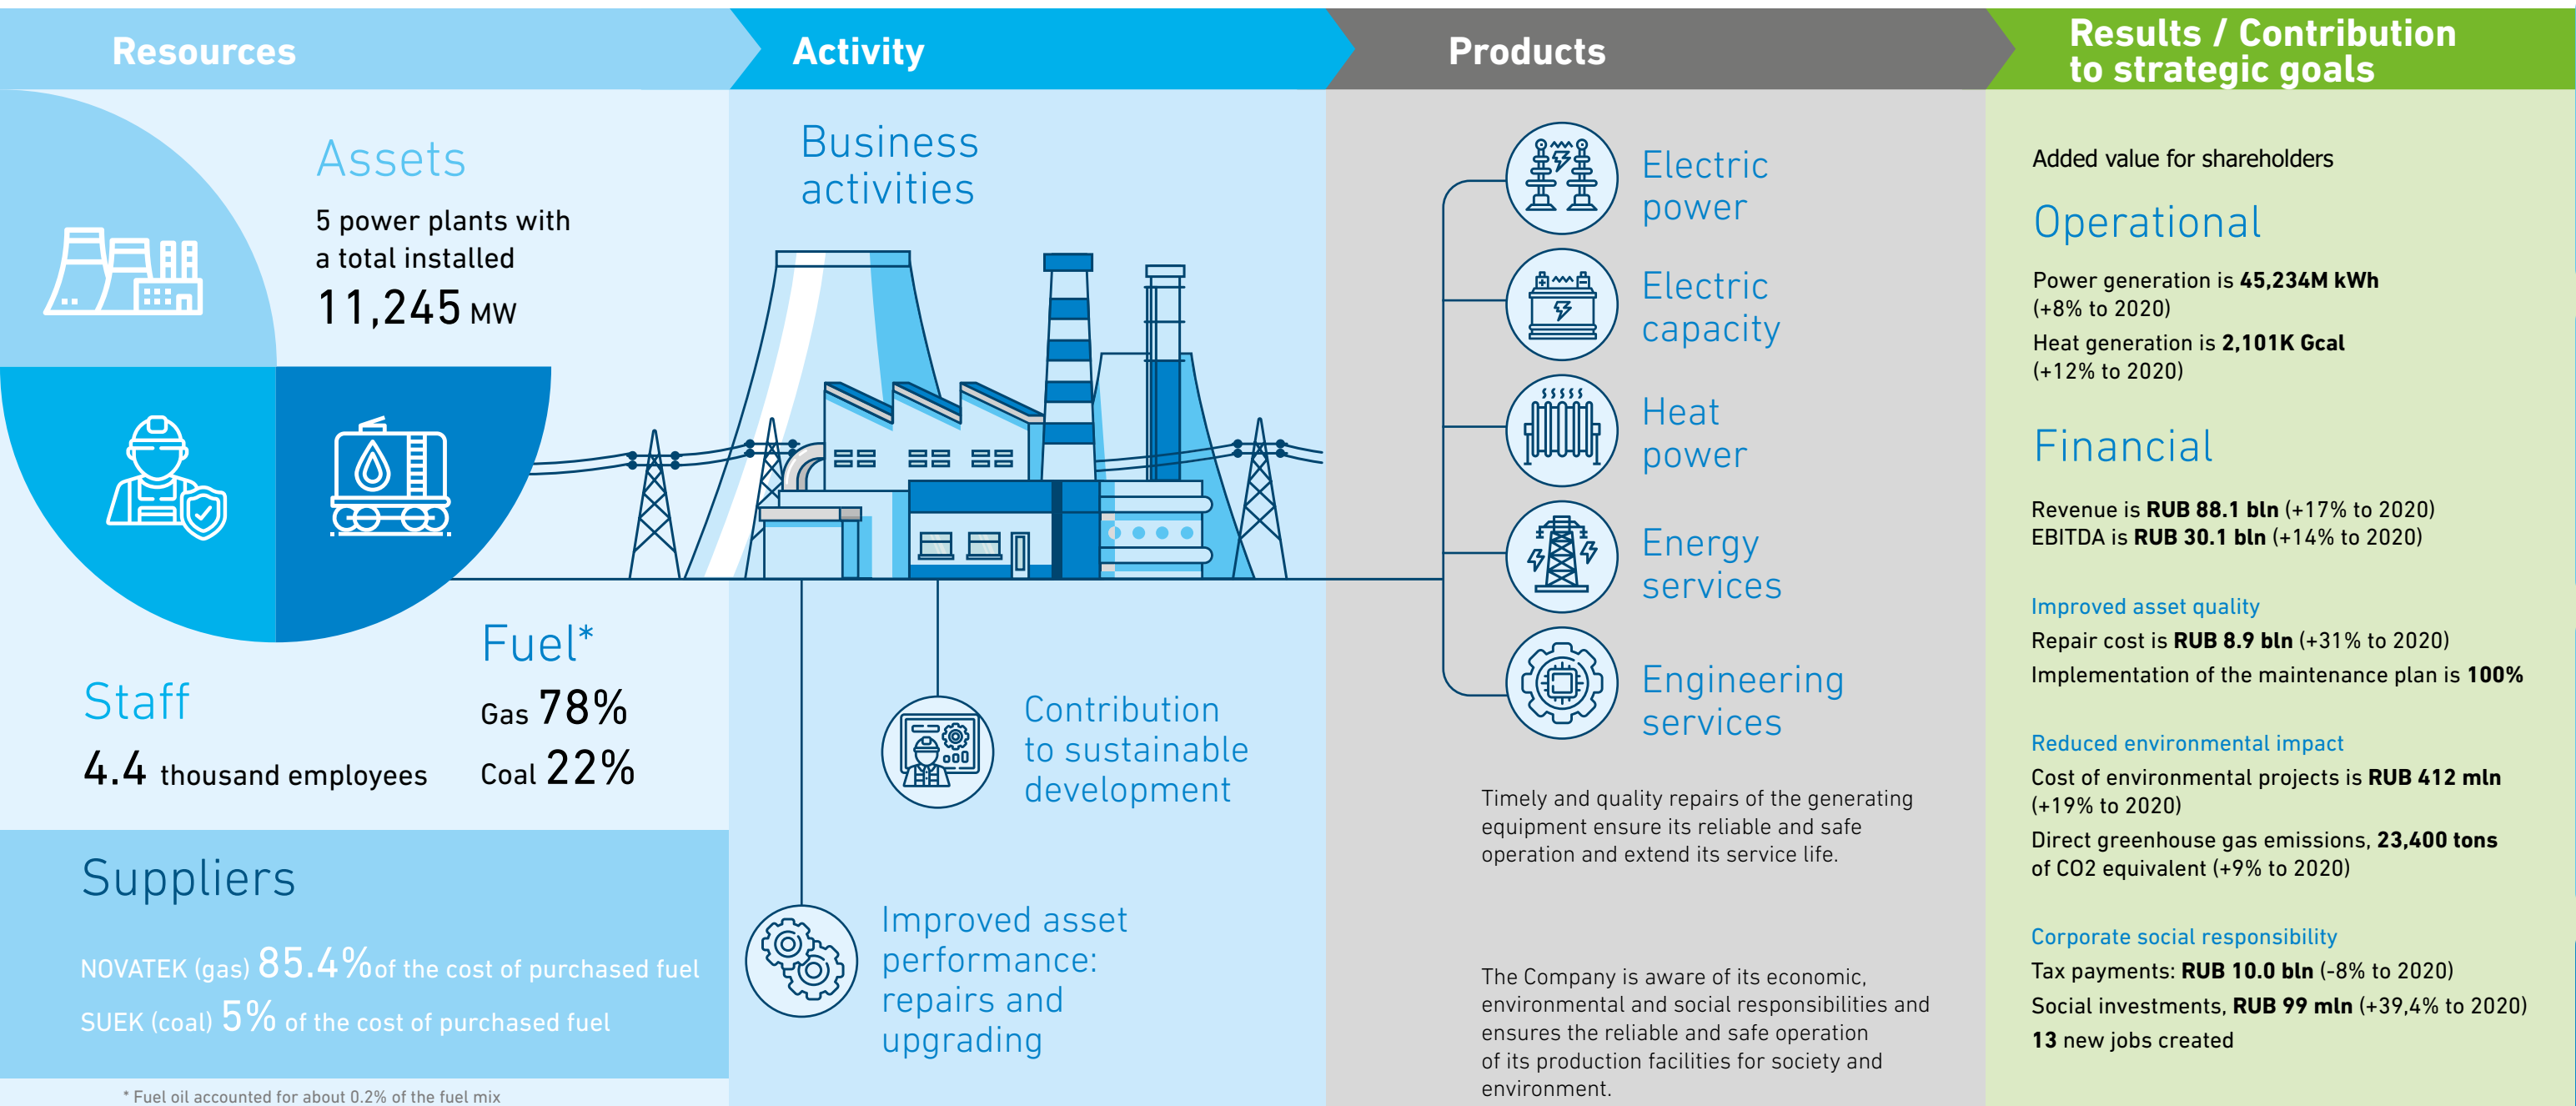 Resources
Activity
Products
Results / Contribution
to strategic goals
Assets
5 power plants with
a total installed
11,245 MW
Staff
4.4 thousand employees
Fuel*
Gas 78%
Coal 22%
Suppliers
NOVATEK (gas) 85.4% of the cost of purchased fuel
SUEK (coal) 5% of the cost of purchased fuel
* Fuel oil accounted for about 0.2% of the fuel mix
Business
activities
Contribution
to sustainable
development
Improved asset
performance:
repairs and
upgrading
Electric
power
Electric
capacity
Heat
power
Energy
services
Engineering
services
Timely and quality repairs of the generating
equipment ensure its reliable and safe
operation and extend its service life.
The Company is aware of its economic,
environmental and social responsibilities and
ensures the reliable and safe operation
of its production facilities for society and
environment.
Added value for shareholders
Operational
Power generation is 45,234M kWh
(+8% to 2020)
Heat generation is 2,101K Gcal
(+12% to 2020)
Financial
Revenue is RUB 88.1 bln (+17% to 2020)
EBITDA is RUB 30.1 bln (+14% to 2020)
Improved asset quality
Repair cost is RUB 8.9 bln (+31% to 2020)
Implementation of the maintenance plan is 100%
Reduced environmental impact
Cost of environmental projects is RUB 412 mln
(+19% to 2020)
Direct greenhouse gas emissions, 23,400 tons
of CO2 equivalent (+9% to 2020)
Corporate social responsibility
Tax payments: RUB 10.0 bln (-8% to 2020)
Social investments, RUB 99 mln (+39,4% to 2020)
13 new jobs created